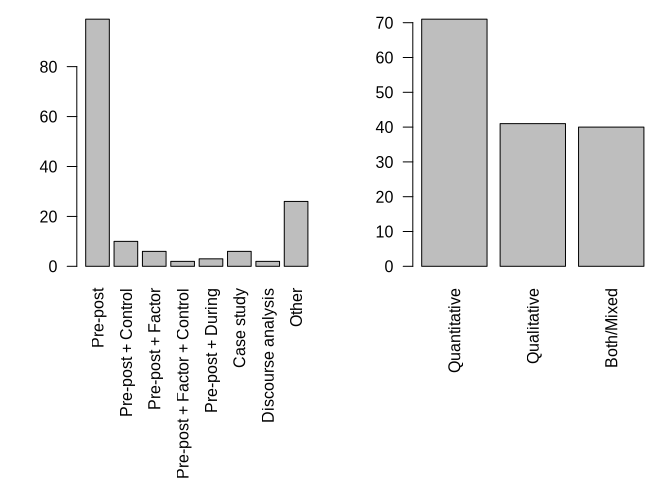 80
60
40
20
0
Pre-post
Pre-post + Control
Pre-post + Factor
Pre-post + Factor + Control
Pre-post + During
Case study
Discourse analysis
Other
70
60
50
40
30
20
10
0
Quantitative
Qualitative
Both/Mixed